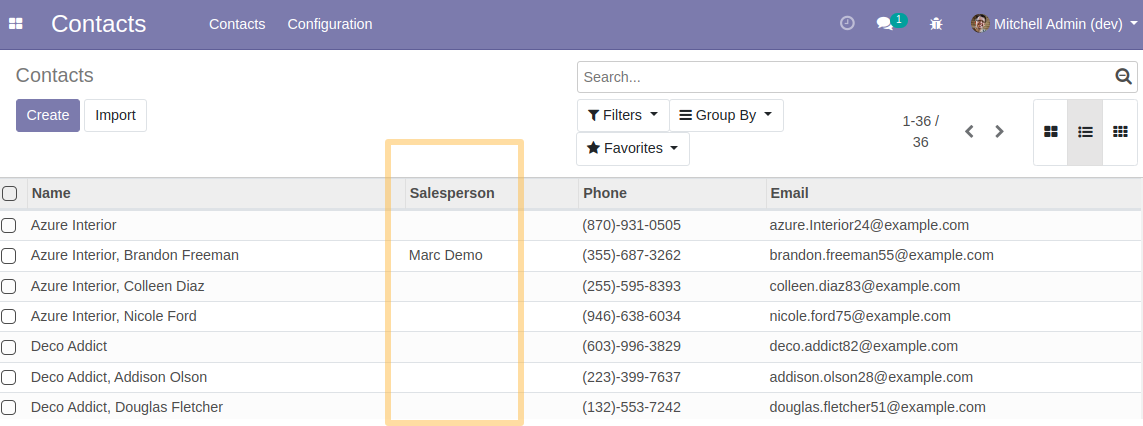 Contacts Contacts Configuration 1 Mitchell Admin (dev)
Contacts
Search...
Create Import
Filters Group By
1-36 /
36
Favorites
Name Salesperson Phone Email
Azure Interior (870)-931-0505 azure.Interior24@example.com
Azure Interior, Brandon Freeman Marc Demo (355)-687-3262 brandon.freeman55@example.com
Azure Interior, Colleen Diaz (255)-595-8393 colleen.diaz83@example.com
Azure Interior, Nicole Ford (946)-638-6034 nicole.ford75@example.com
Deco Addict (603)-996-3829 deco.addict82@example.com
Deco Addict, Addison Olson (223)-399-7637 addison.olson28@example.com
Deco Addict, Douglas Fletcher (132)-553-7242 douglas.fletcher51@example.com